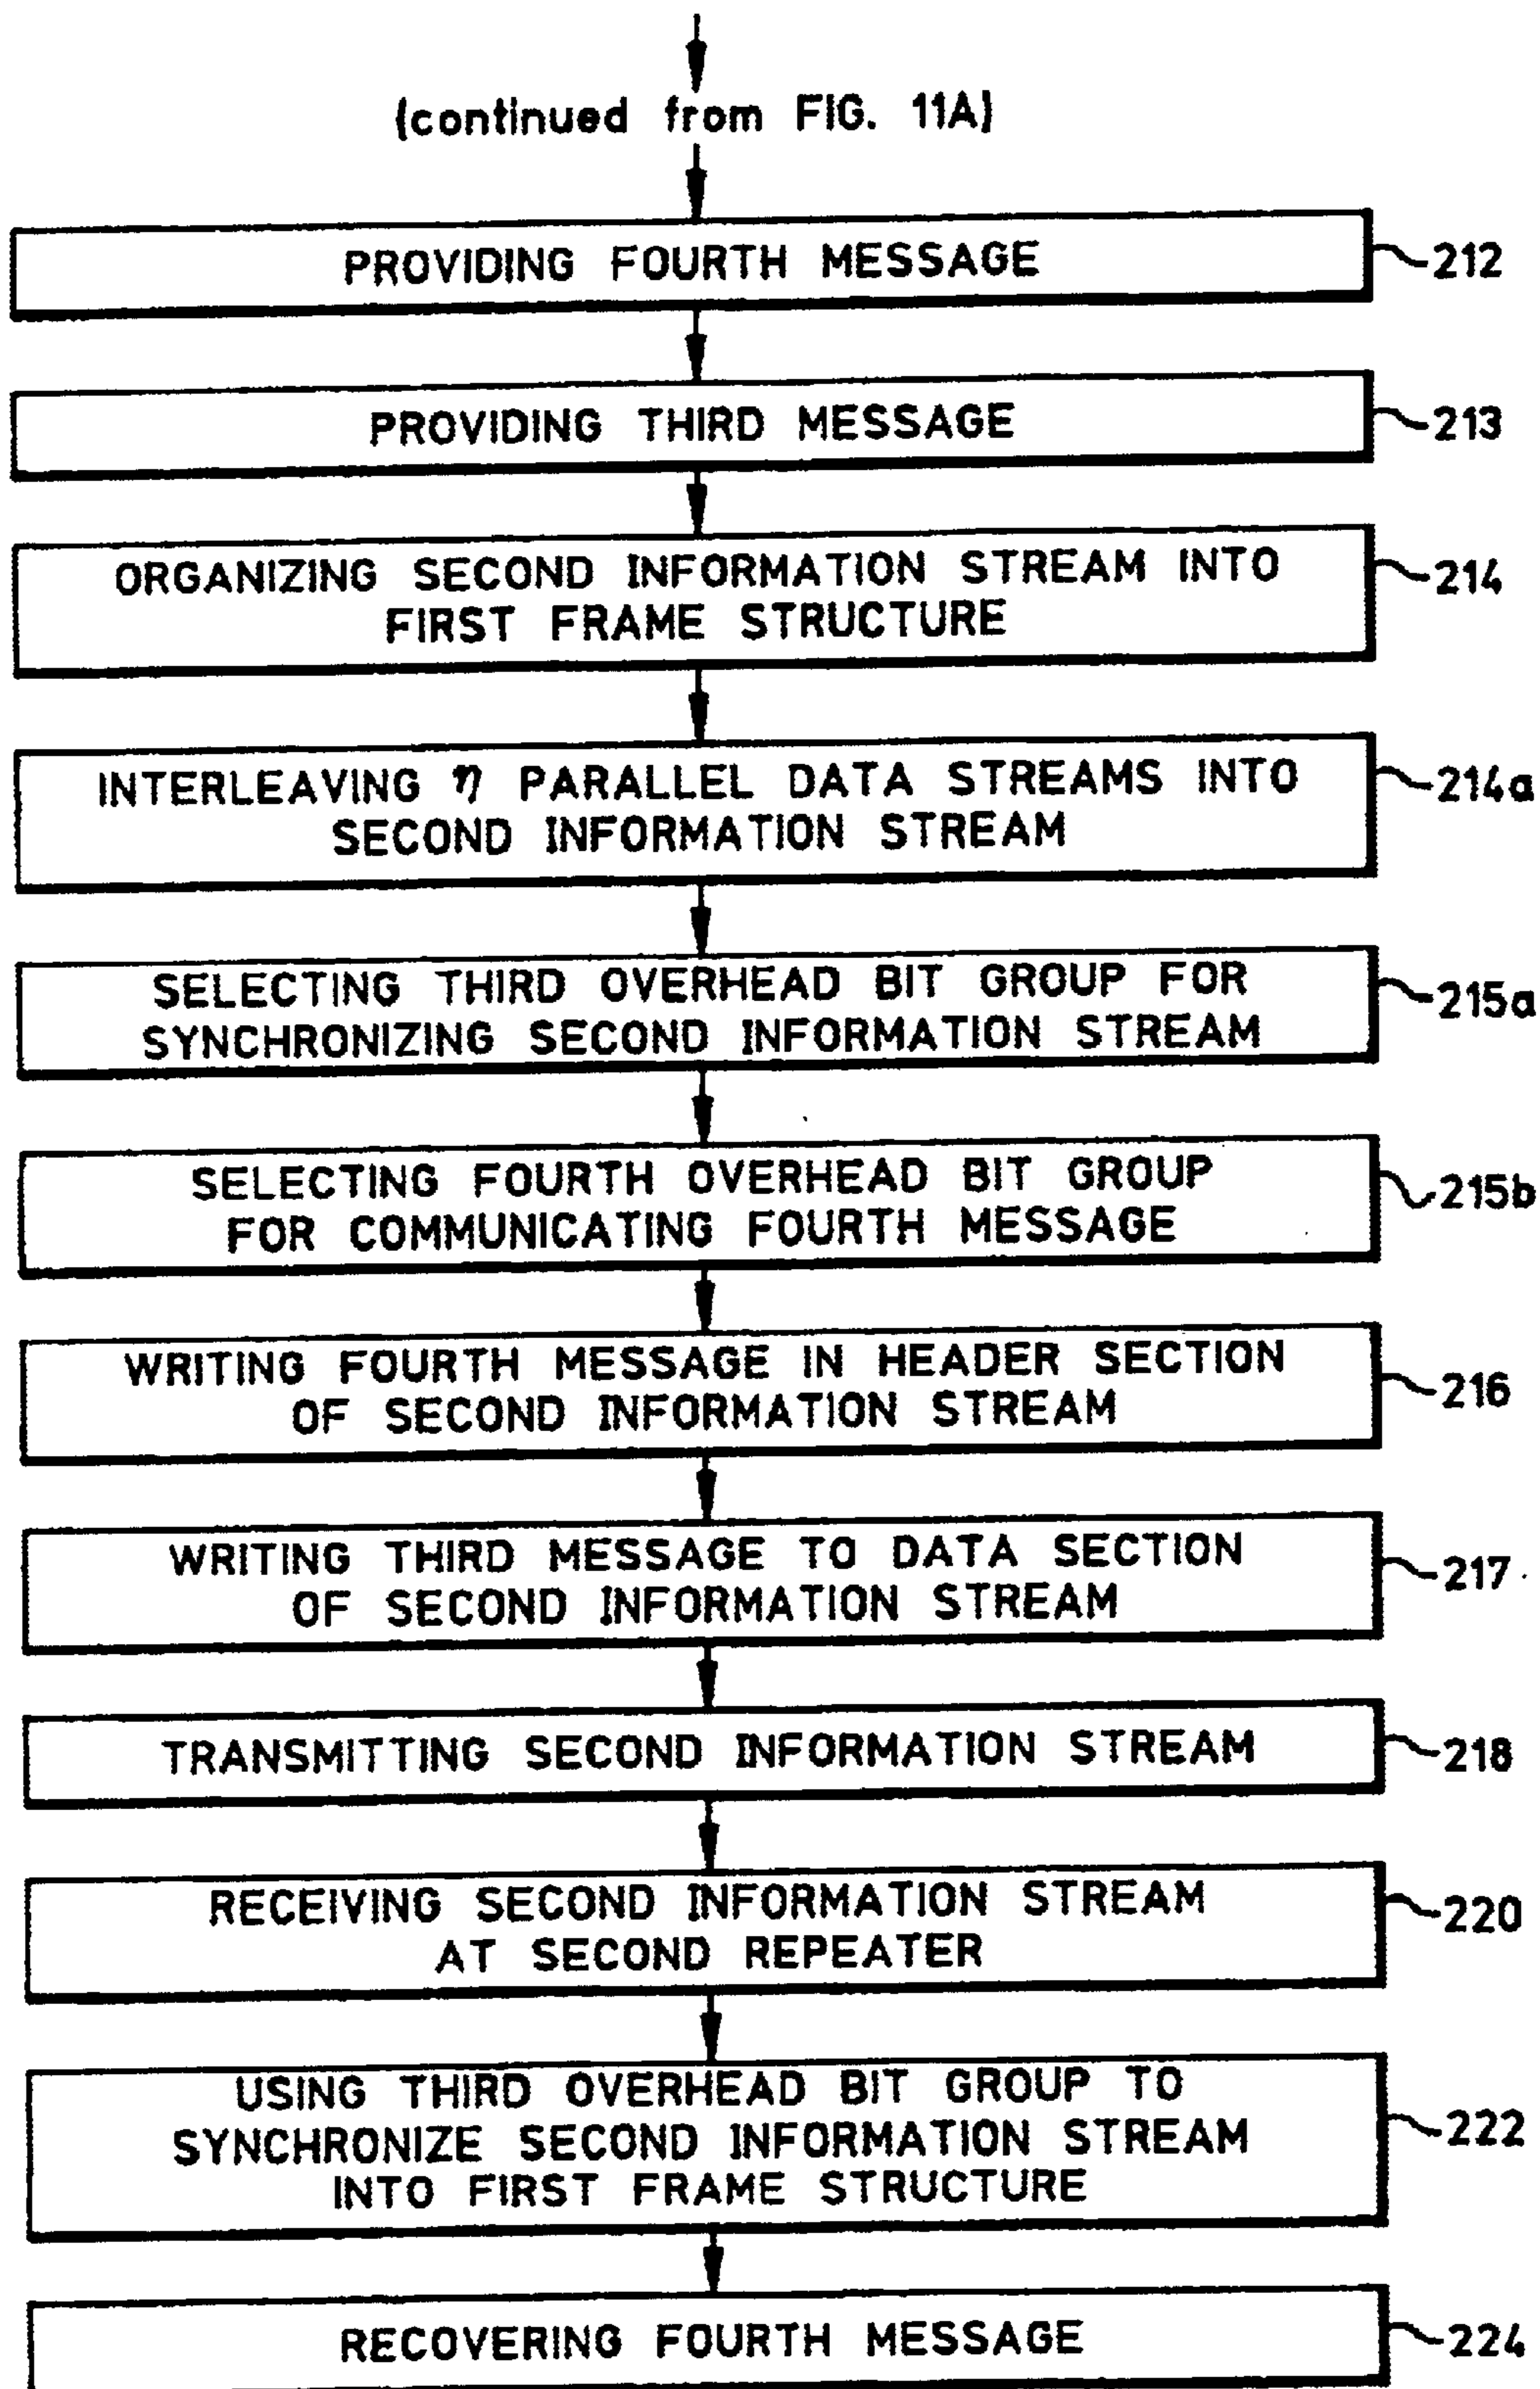 (continued from FIG. 11A)
PROVIDING FOURTH MESSAGE
212
PROVIDING THIRD MESSAGE
213
ORGANIZING SECOND INFORMATION STREAM INTO
FIRST FRAME STRUCTURE
214
INTERLEAVING η PARALLEL DATA STREAMS INTO
SECOND INFORMATION STREAM
214a
SELECTING THIRD OVERHEAD BIT GROUP FOR
SYNCHRONIZING SECOND INFORMATION STREAM
215a
SELECTING FOURTH OVERHEAD BIT GROUP
FOR COMMUNICATING FOURTH MESSAGE
215b
WRITING FOURTH MESSAGE IN HEADER SECTION
OF SECOND INFORMATION STREAM
216
WRITING THIRD MESSAGE TO DATA SECTION
OF SECOND INFORMATION STREAM
217
TRANSMITTING SECOND INFORMATION STREAM
218
RECEIVING SECOND INFORMATION STREAM
AT SECOND REPEATER
220
USING THIRD OVERHEAD BIT GROUP TO
SYNCHRONIZE SECOND INFORMATION STREAM
INTO FIRST FRAME STRUCTURE
222
RECOVERING FOURTH MESSAGE
224